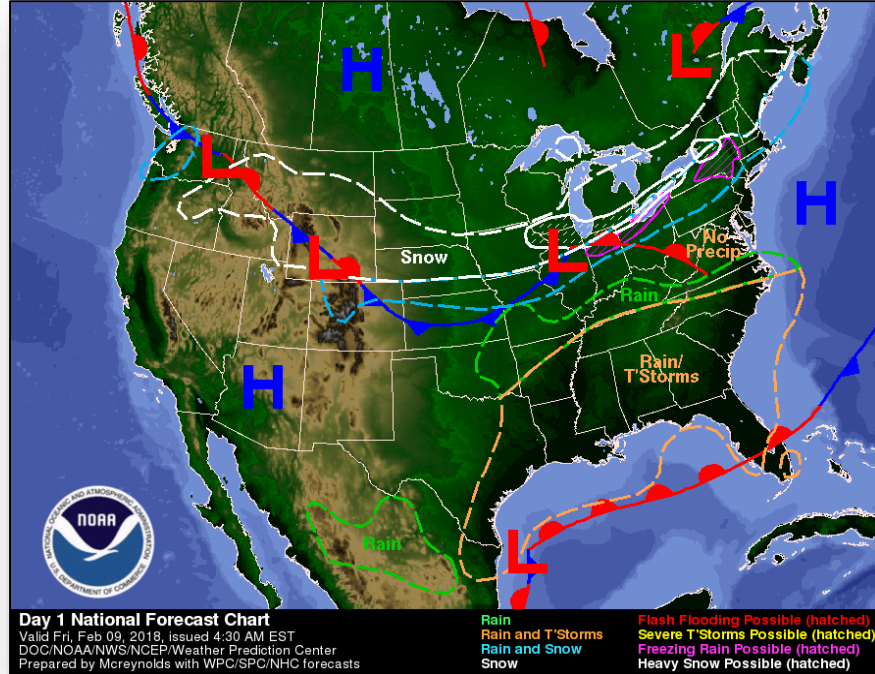 H
L
L
H
Snow
L
No
Precip
Rain
H
L
Rain/
T'Storms
Rain
L
NATIONAL OCEANIC AND ATMOSPHERIC ADMINISTRATION
NOAA
U.S. DEPARTMENT OF COMMERCE
Day 1 National Forecast Chart
Valid Fri, Feb 09, 2018, issued 4:30 AM EST
DOC/NOAA/NWS/NCEP/Weather Prediction Center
Prepared by Mcreynolds with WPC/SPC/NHC forecasts
Rain
Rain and T'Storms
Rain and Snow
Snow
Flash Flooding Possible (hatched)
Severe T'Storms Possible (hatched)
Freezing Rain Possible (hatched)
Heavy Snow Possible (hatched)